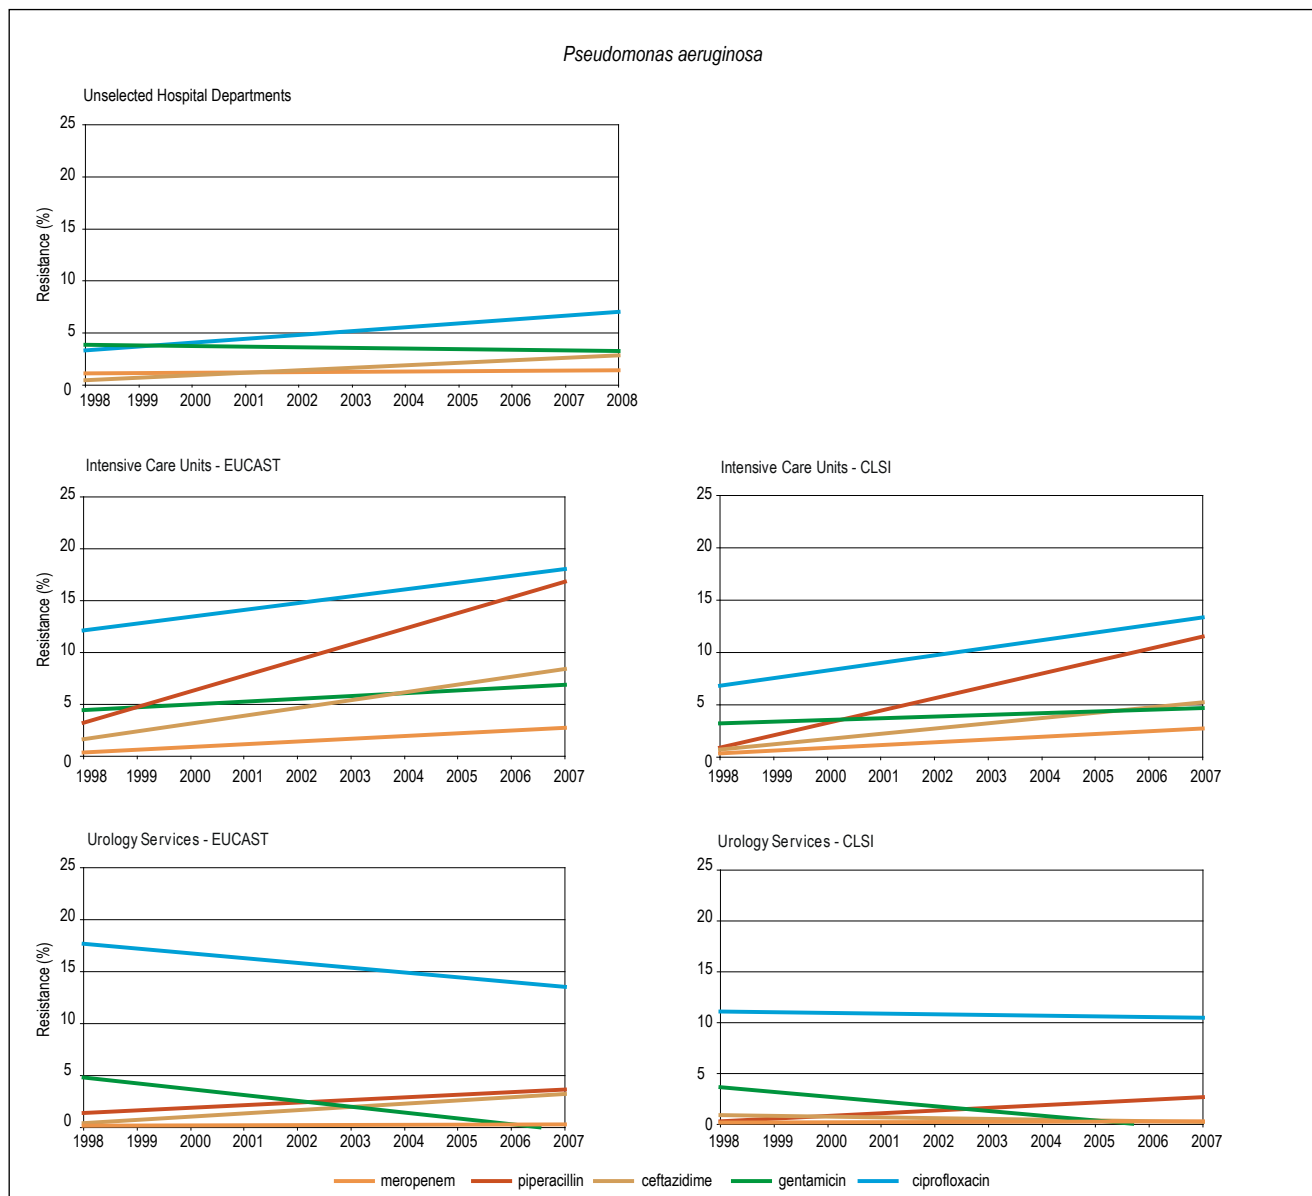 Pseudomonas aeruginosa
Unselected Hospital Departments
Resistance (%)
25
20
15
10
5
0
1998 1999 2000 2001 2002 2003 2004 2005 2006 2007 2008
Intensive Care Units - EUCAST
Resistance (%)
25
20
15
10
5
0
1998 1999 2000 2001 2002 2003 2004 2005 2006 2007
Intensive Care Units - CLSI
25
20
15
10
5
0
1998 1999 2000 2001 2002 2003 2004 2005 2006 2007
Urology Services - EUCAST
Resistance (%)
25
20
15
10
5
0
1998 1999 2000 2001 2002 2003 2004 2005 2006 2007
Urology Services - CLSI
25
20
15
10
5
0
1998 1999 2000 2001 2002 2003 2004 2005 2006 2007
meropenem piperacillin ceftazidime gentamicin ciprofloxacin